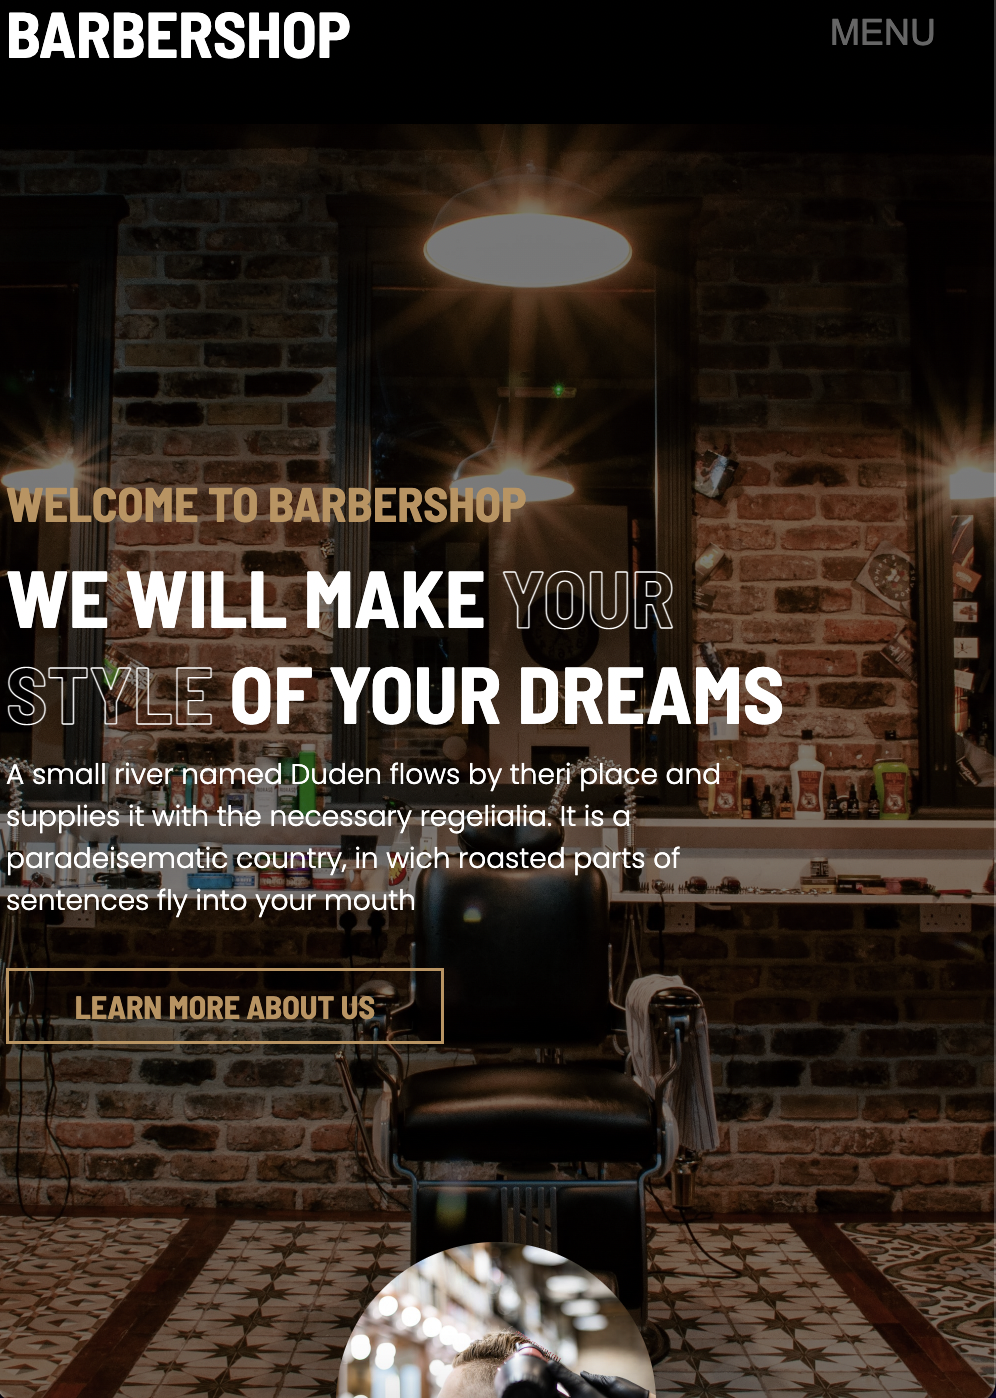 BARBERSHOP
MENU
WELCOME TO BARBERSHOP
WE WILL MAKE YOUR
STYLE OF YOUR DREAMS
A small river named Duden flows by theri place and
supplies it with the necessary regelialia. It is a
paradeisematic country, in wich roasted parts of
sentences fly into your mouth
LEARN MORE ABOUT US